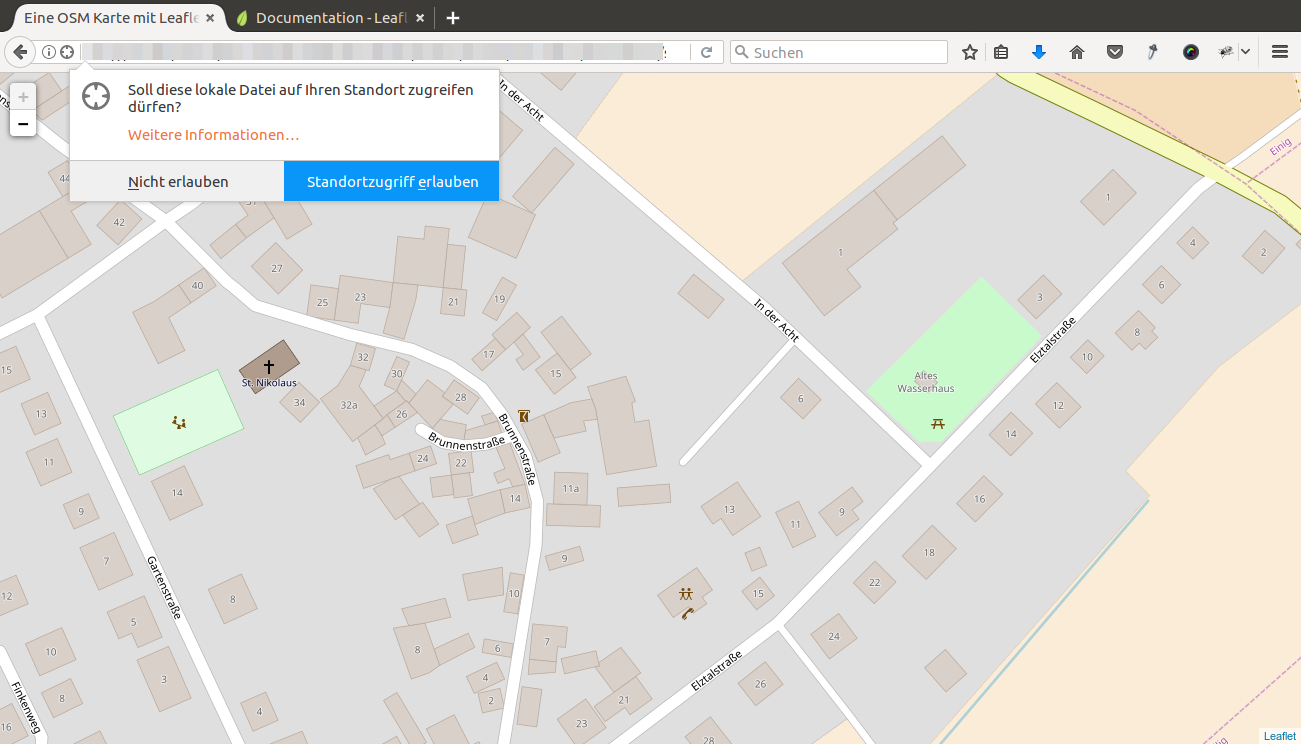 Eine OSM Karte mit Leafle
Documentation - Leafl
Suchen
Soll diese lokale Datei auf Ihren Standort zugreifen
dürfen?
Weitere Informationen…
Nicht erlauben
Standortzugriff erlauben
+
−
In der Acht
Einig
44
42
31
1
1
4
2
27
40
6
25
23
21
19
3
In der Acht
8
Elztalstraße
17
32
10
15
15
30
St. Nikolaus
Altes
Wasserhaus
28
6
34
32a
12
13
26
Brunnenstraße
Brunnenstraße
14
11
24
22
11a
14
14
16
9
13
11
9
18
7
9
Gartenstraße
22
12
8
10
15
5
24
10
8
6
7
3
4
Elztalstraße
26
8
2
21
Finkenweg
4
23
16
28
Leaflet